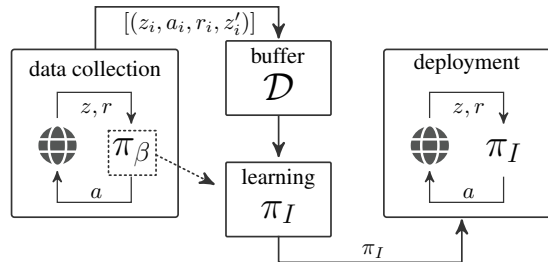 [(z_i, a_i, r_i, z'_i)]
data collection
z, r
π_β
a
buffer
𝒟
learning
π_I
deployment
z, r
π_I
a
π_I